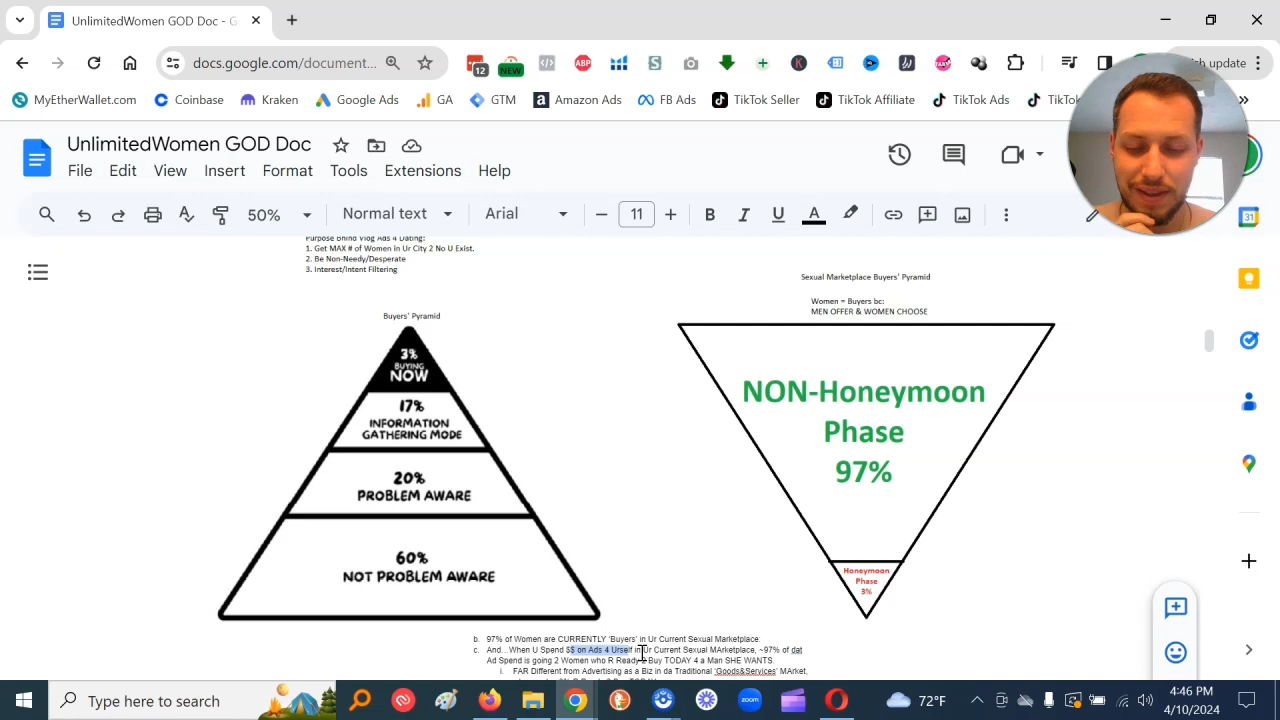 UnlimitedWomen GOD Doc - G
docs.google.com/document...
12
NEW
ABP
ch update
MyEtherWallet.com
Coinbase
Kraken
Google Ads
GA
GTM
Amazon Ads
FB Ads
TikTok Seller
TikTok Affiliate
TikTok Ads
TikTok
UnlimitedWomen GOD Doc
File
Edit
View
Insert
Format
Tools
Extensions
Help
50%
Normal text
Arial
11
B
I
U
A
31
Purpose Bhind Vlog Ads 4 Dating:
1. Get MAX # of Women in Ur City 2 No U Exist.
2. Be Non-Needy/Desperate
3. Interest/Intent Filtering
Sexual Marketplace Buyers' Pyramid
Women = Buyers bc:
MEN OFFER & WOMEN CHOOSE
Buyers' Pyramid
3%
BUYING
NOW
17%
INFORMATION
GATHERING MODE
20%
PROBLEM AWARE
60%
NOT PROBLEM AWARE
NON-Honeymoon
Phase
97%
Honeymoon
Phase
3%
b. 97% of Women are CURRENTLY 'Buyers' in Ur Current Sexual Marketplace:
c. And...When U Spend $$ on Ads 4 Urself in Ur Current Sexual MArketplace, ~97% of dat
Ad Spend is going 2 Women who R Ready 2 Buy TODAY 4 a Man SHE WANTS.
i. FAR Different from Advertising as a Biz in da Traditional 'Goods&Services' MArket,
Type here to search
zoom
72°F
4:46 PM
4/10/2024